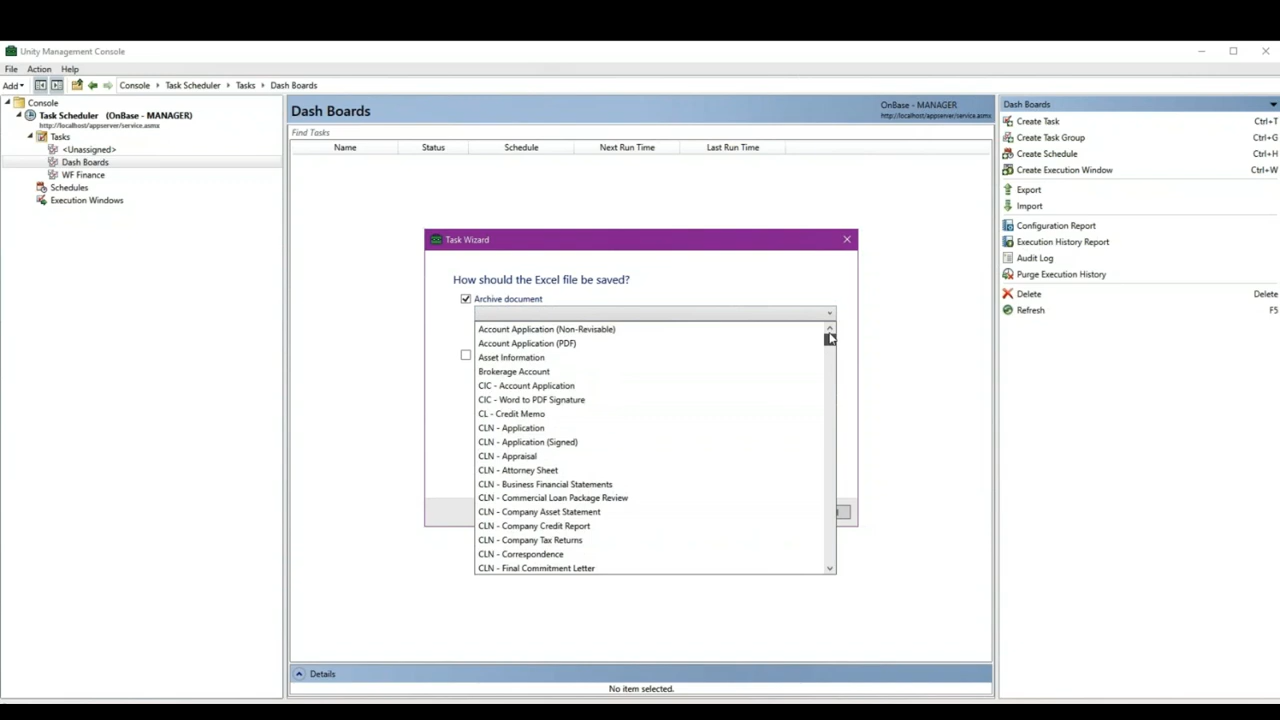 Unity Management Console
File Action Help
Add Console Task Scheduler Tasks Dash Boards
Console
Task Scheduler (OnBase - MANAGER)
http://localhost/appserver/service.asmx
Tasks
<Unassigned>
Dash Boards
WF Finance
Schedules
Execution Windows
Dash Boards
OnBase - MANAGER
http://localhost/appserver/service.asmx
Find Tasks
Name Status Schedule Next Run Time Last Run Time
Task Wizard
How should the Excel file be saved?
Archive document
Account Application (Non-Revisable)
Account Application (PDF)
Asset Information
Brokerage Account
CIC - Account Application
CIC - Word to PDF Signature
CL - Credit Memo
CLN - Application
CLN - Application (Signed)
CLN - Appraisal
CLN - Attorney Sheet
CLN - Business Financial Statements
CLN - Commercial Loan Package Review
CLN - Company Asset Statement
CLN - Company Credit Report
CLN - Company Tax Returns
CLN - Correspondence
CLN - Final Commitment Letter
Details
No item selected.
Dash Boards
Create Task Ctrl+T
Create Task Group Ctrl+G
Create Schedule Ctrl+H
Create Execution Window Ctrl+W
Export
Import
Configuration Report
Execution History Report
Audit Log
Purge Execution History
Delete Delete
Refresh F5